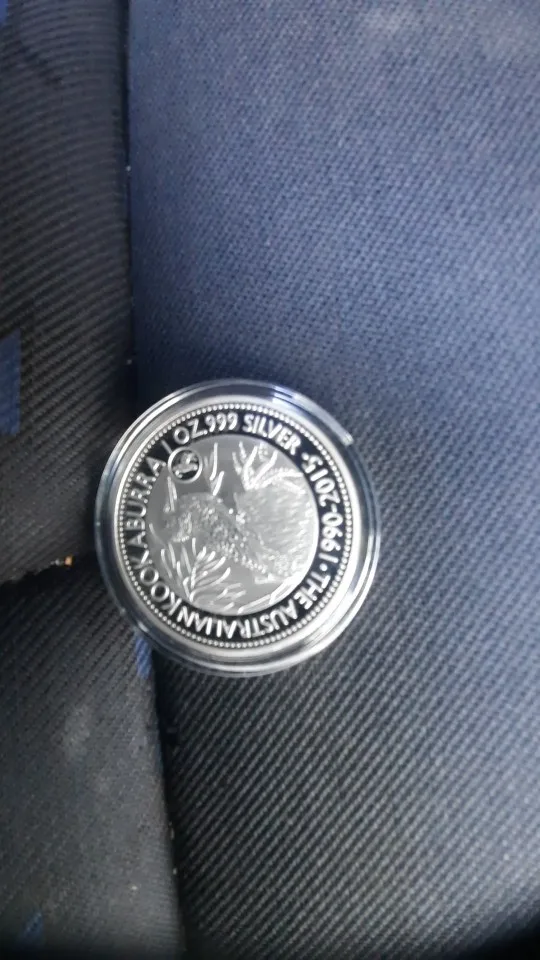 THE AUSTRALIAN KOOKABURRA 1 OZ. 999 SILVER · 1990-2015 ·